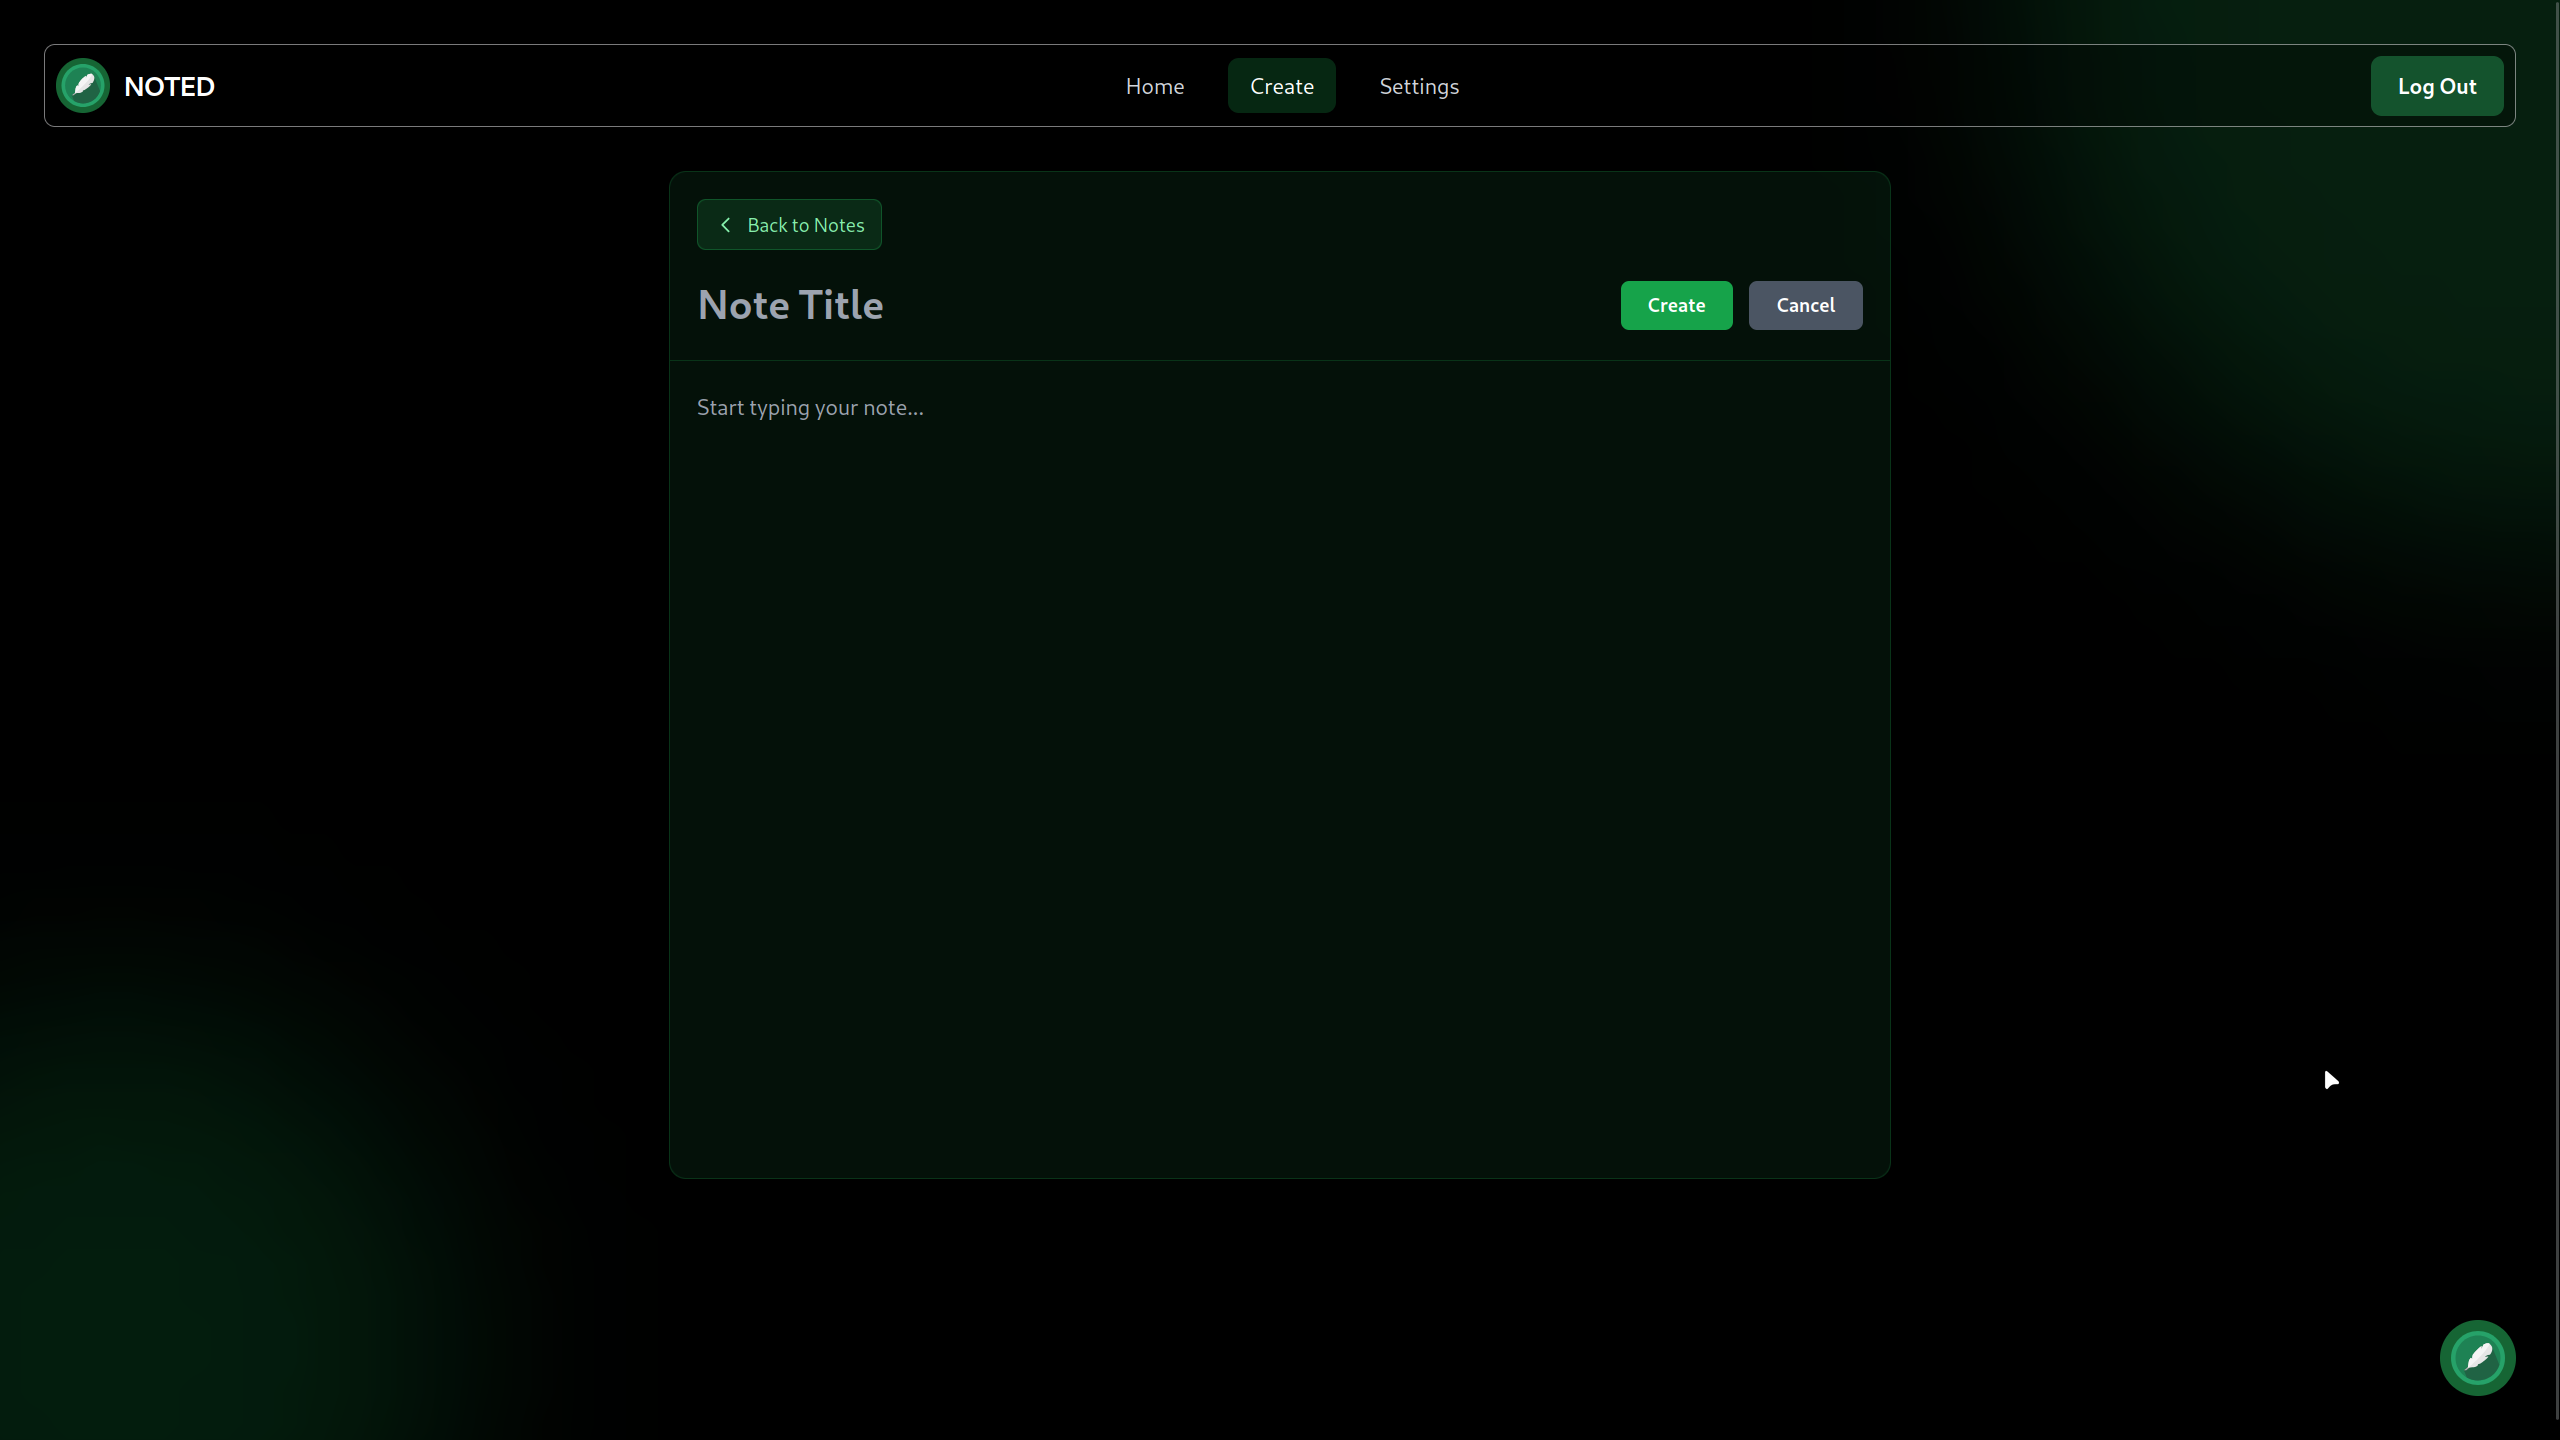 NOTED
Home
Create
Settings
Log Out
Back to Notes
Note Title
Create
Cancel
Start typing your note...